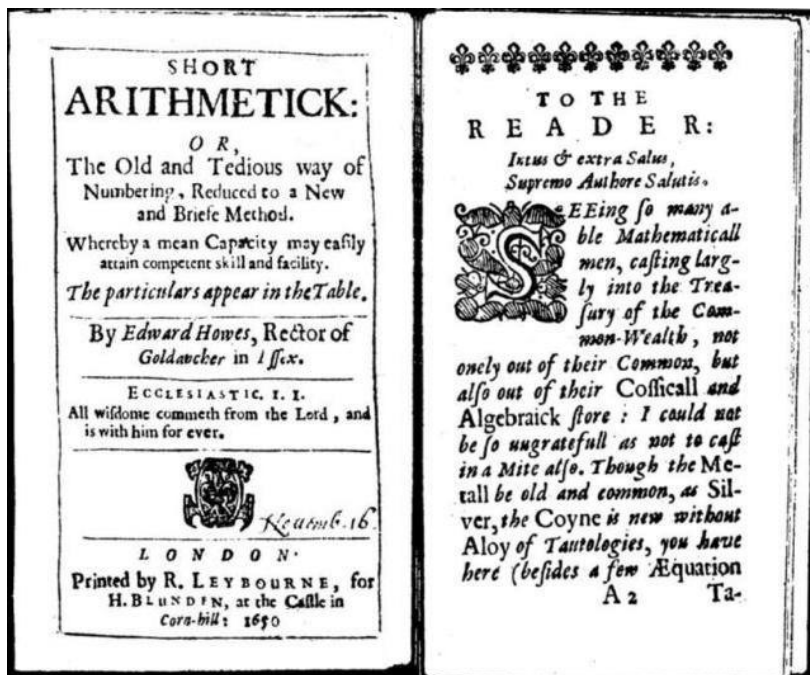 SHORT
ARITHMETICK:
OR,
The Old and Tedious way of
Numbering, Reduced to a New
and Briefe Method.
Whereby a mean Capacity may eaſily
attain competent skill and facility.
The particulars appear in the Table.
By Edward Howes, Rector of
Goldancher in Eſſex.
ECCLESIASTIC. 1. 1.
All wiſdome commeth from the Lord, and
is with him for ever.
Novemb. 16.
LONDON.
Printed by R. LEYBOURNE, for
H. BLUNDEN, at the Caſtle in
Corn-hill: 1650
TO THE
READER:
Intus & extra Salus,
Supremo Authore Salutis.
SEEing ſo many a-
ble Mathematicall
men, caſting larg-
ly into the Trea-
ſury of the Com-
mon-Wealth, not
onely out of their Common, but
alſo out of their Coſſicall and
Algebraick ſtore: I could not
be ſo ungratefull as not to caſt
in a Mite alſo. Though the Me-
tall be old and common, as Sil-
ver, the Coyne is new without
Aloy of Tautologies, you have
here (beſides a few Æquation
A 2 Ta-